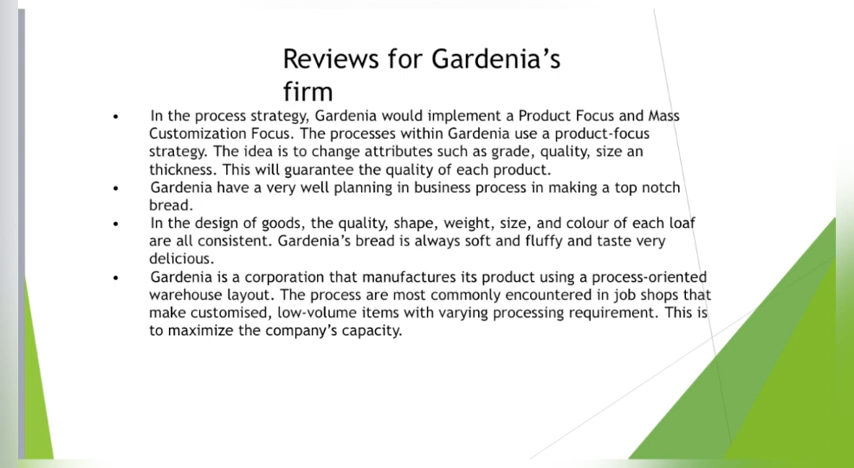 Reviews for Gardenia's
firm
• In the process strategy, Gardenia would implement a Product Focus and Mass
Customization Focus. The processes within Gardenia use a product-focus
strategy. The idea is to change attributes such as grade, quality, size an
thickness. This will guarantee the quality of each product.
• Gardenia have a very well planning in business process in making a top notch
bread.
• In the design of goods, the quality, shape, weight, size, and colour of each loaf
are all consistent. Gardenia's bread is always soft and fluffy and taste very
delicious.
• Gardenia is a corporation that manufactures its product using a process-oriented
warehouse layout. The process are most commonly encountered in job shops that
make customised, low-volume items with varying processing requirement. This is
to maximize the company's capacity.